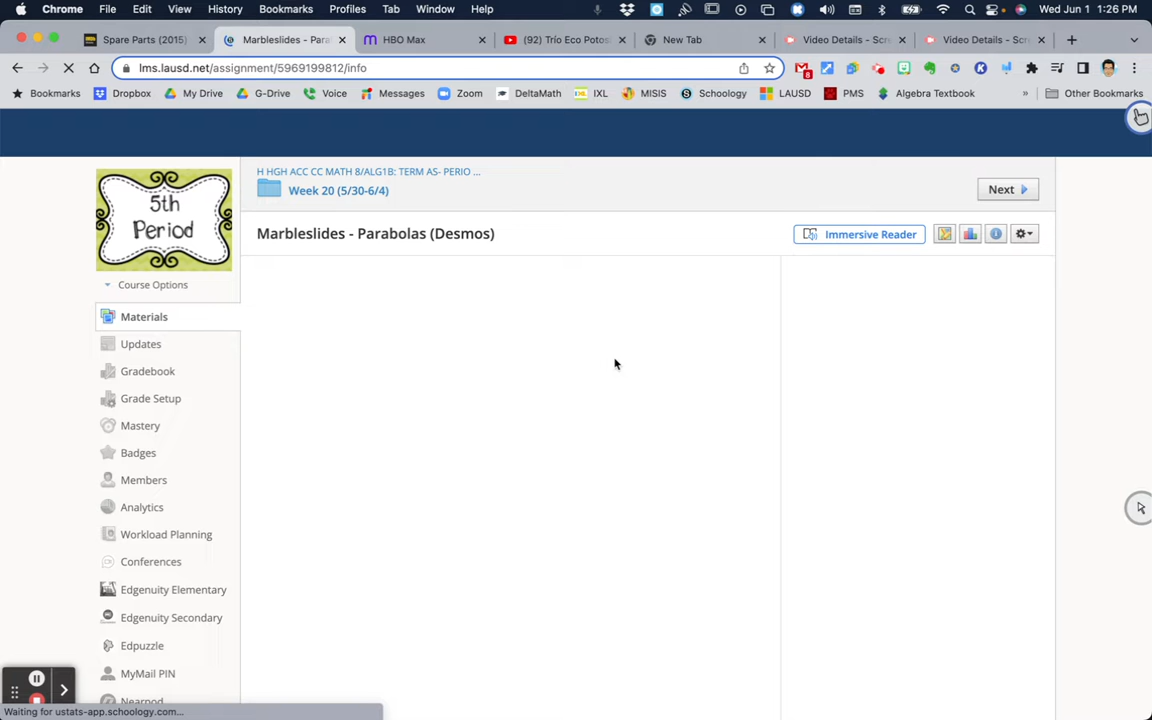 Chrome File Edit View History Bookmarks Profiles Tab Window Help Wed Jun 1 1:26 PM
Spare Parts (2015) Marbleslides - Para HBO Max (92) Trío Eco Potos New Tab Video Details - Scre Video Details - Scre
lms.lausd.net/assignment/5969199812/info 8
Bookmarks Dropbox My Drive G-Drive Voice Messages Zoom DeltaMath IXL MISIS Schoology LAUSD PMS Algebra Textbook » Other Bookmarks
H HGH ACC CC MATH 8/ALG1B: TERM AS- PERIO ...
Week 20 (5/30-6/4)
Next
5th
Period
Marbleslides - Parabolas (Desmos)
Immersive Reader
Course Options
Materials
Updates
Gradebook
Grade Setup
Mastery
Badges
Members
Analytics
Workload Planning
Conferences
Edgenuity Elementary
Edgenuity Secondary
Edpuzzle
MyMail PIN
Nearpod
Waiting for ustats-app.schoology.com...